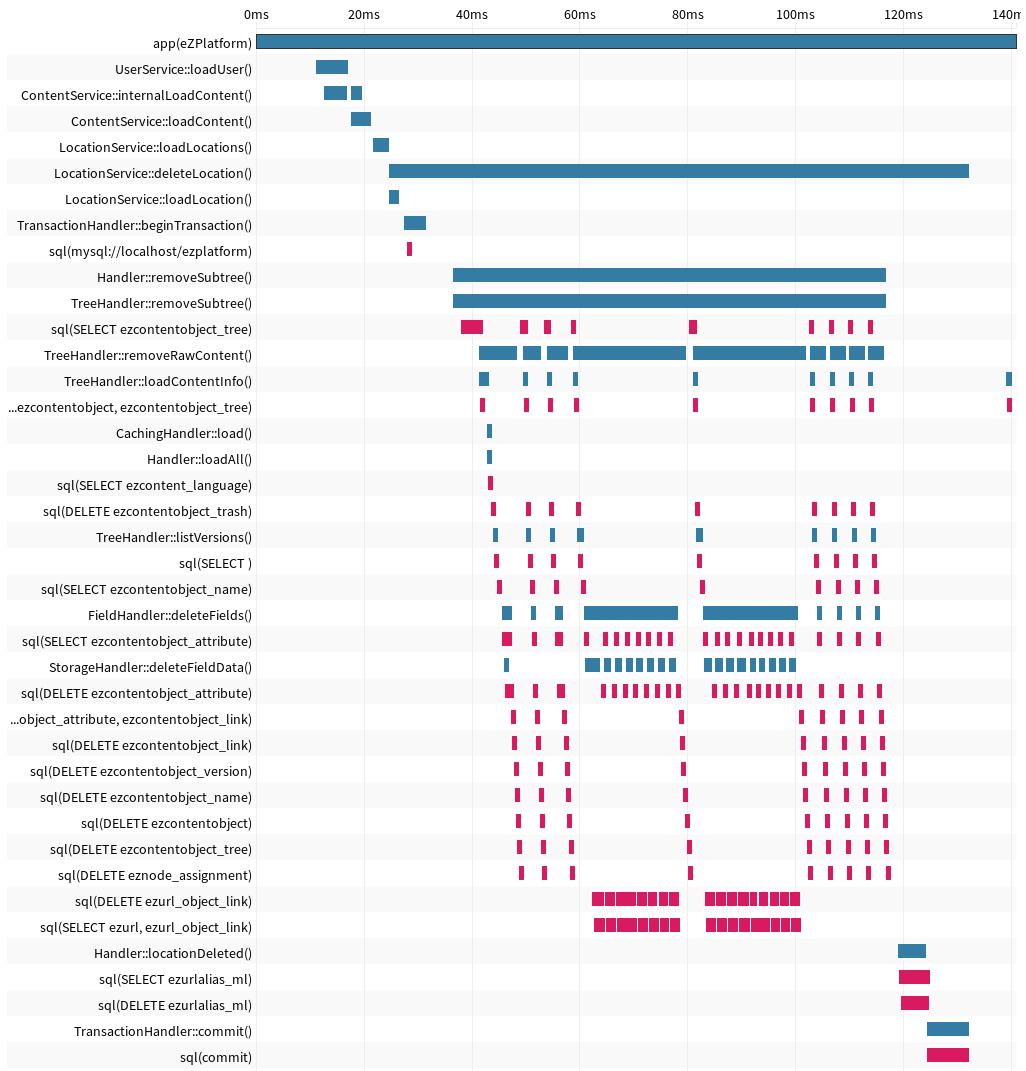 0ms 20ms 40ms 60ms 80ms 100ms 120ms 140m
app(eZPlatform)
UserService::loadUser()
ContentService::internalLoadContent()
ContentService::loadContent()
LocationService::loadLocations()
LocationService::deleteLocation()
LocationService::loadLocation()
TransactionHandler::beginTransaction()
sql(mysql://localhost/ezplatform)
Handler::removeSubtree()
TreeHandler::removeSubtree()
sql(SELECT ezcontentobject_tree)
TreeHandler::removeRawContent()
TreeHandler::loadContentInfo()
...ezcontentobject, ezcontentobject_tree)
CachingHandler::load()
Handler::loadAll()
sql(SELECT ezcontent_language)
sql(DELETE ezcontentobject_trash)
TreeHandler::listVersions()
sql(SELECT )
sql(SELECT ezcontentobject_name)
FieldHandler::deleteFields()
sql(SELECT ezcontentobject_attribute)
StorageHandler::deleteFieldData()
sql(DELETE ezcontentobject_attribute)
...object_attribute, ezcontentobject_link)
sql(DELETE ezcontentobject_link)
sql(DELETE ezcontentobject_version)
sql(DELETE ezcontentobject_name)
sql(DELETE ezcontentobject)
sql(DELETE ezcontentobject_tree)
sql(DELETE eznode_assignment)
sql(DELETE ezurl_object_link)
sql(SELECT ezurl, ezurl_object_link)
Handler::locationDeleted()
sql(SELECT ezurlalias_ml)
sql(DELETE ezurlalias_ml)
TransactionHandler::commit()
sql(commit)